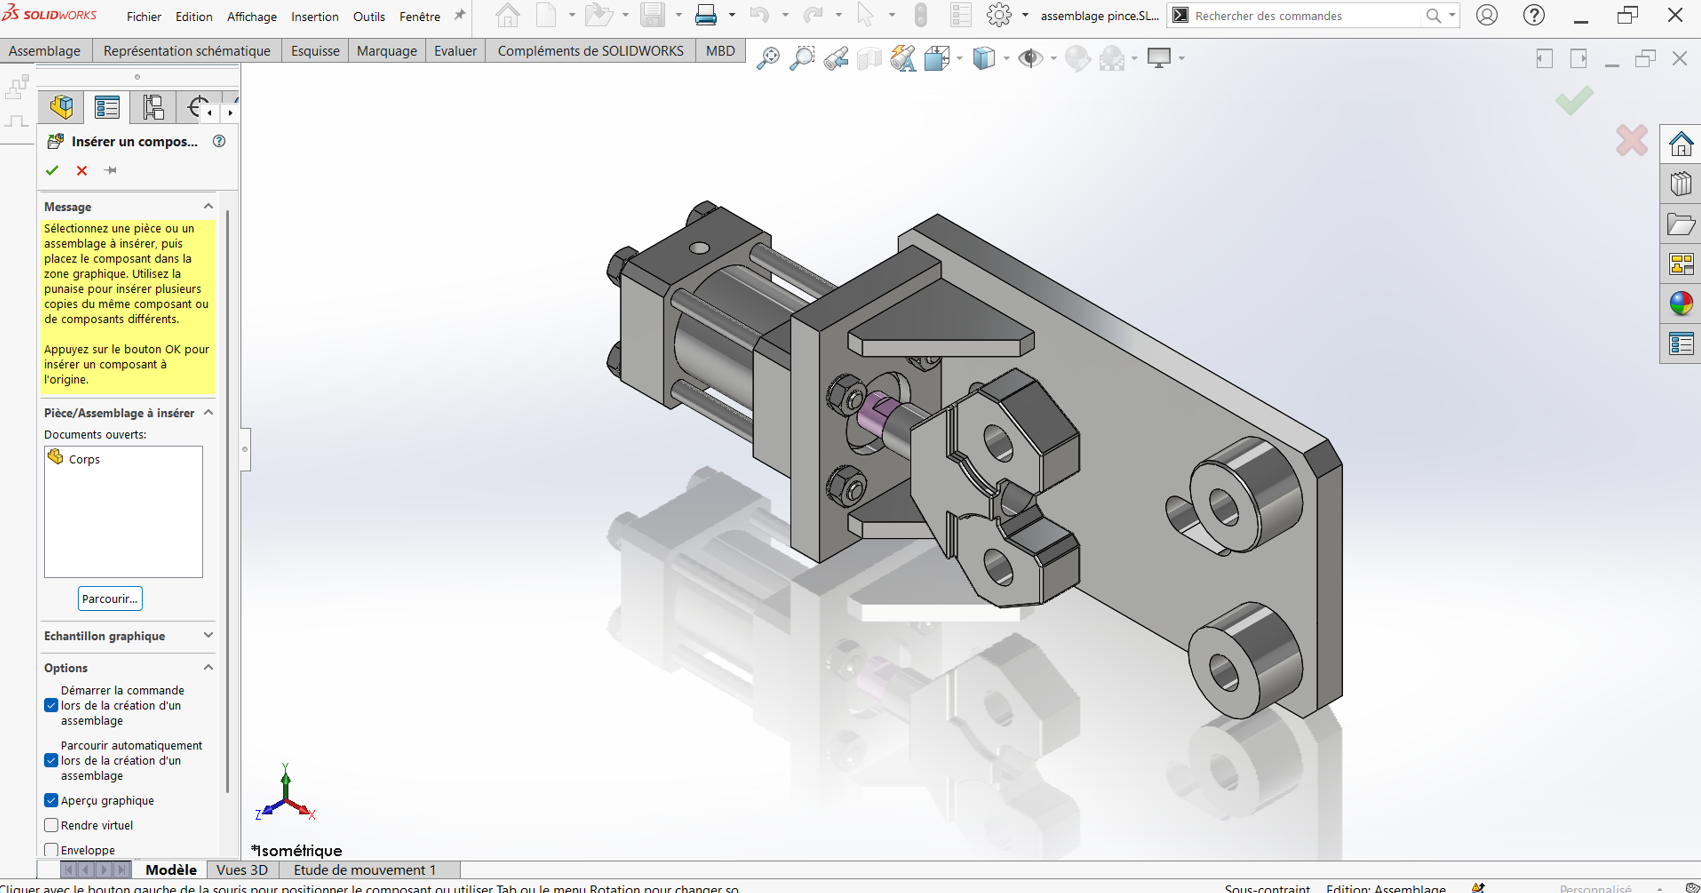 SOLIDWORKS
Fichier Edition Affichage Insertion Outils Fenêtre
assemblage pince.SL...
Rechercher des commandes
Assemblage Représentation schématique Esquisse Marquage Evaluer Compléments de SOLIDWORKS MBD
Insérer un compos...
Message
Sélectionnez une pièce ou un
assemblage à insérer, puis
placez le composant dans la
zone graphique. Utilisez la
punaise pour insérer plusieurs
copies du même composant ou
de composants différents.
Appuyez sur le bouton OK pour
insérer un composant à
l'origine.
Pièce/Assemblage à insérer
Documents ouverts:
Corps
Parcourir...
Echantillon graphique
Options
Démarrer la commande
lors de la création d'un
assemblage
Parcourir automatiquement
lors de la création d'un
assemblage
Aperçu graphique
Rendre virtuel
Enveloppe
Y
Z
X
*Isométrique
Modèle Vues 3D Etude de mouvement 1
Cliquer avec le bouton gauche de la souris pour positionner le composant ou utiliser Tab ou le menu Rotation pour changer so
Sous-contraint Edition: Assemblage Personnalisé